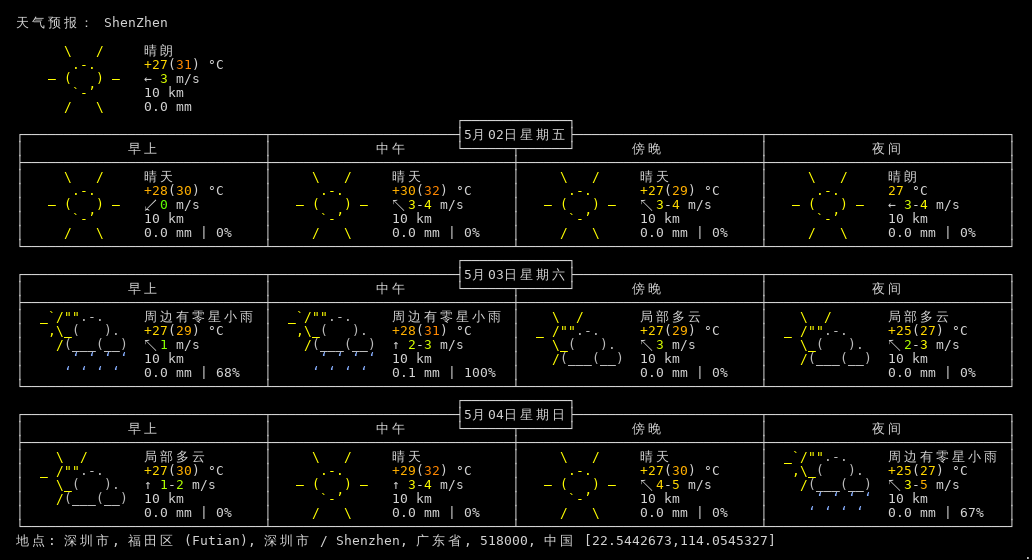 天气预报： ShenZhen
晴朗
+27(31) °C
← 3 m/s
10 km
0.0 mm
5月02日星期五
早上 中午 傍晚 夜间
晴天 晴天 晴天 晴朗
+28(30) °C +30(32) °C +27(29) °C 27 °C
↙ 0 m/s ↖ 3-4 m/s ↖ 3-4 m/s ← 3-4 m/s
10 km 10 km 10 km 10 km
0.0 mm | 0% 0.0 mm | 0% 0.0 mm | 0% 0.0 mm | 0%
5月03日星期六
早上 中午 傍晚 夜间
周边有零星小雨 周边有零星小雨 局部多云 局部多云
+27(29) °C +28(31) °C +27(29) °C +25(27) °C
↖ 1 m/s ↑ 2-3 m/s ↖ 3 m/s ↖ 2-3 m/s
10 km 10 km 10 km 10 km
0.0 mm | 68% 0.1 mm | 100% 0.0 mm | 0% 0.0 mm | 0%
5月04日星期日
早上 中午 傍晚 夜间
局部多云 晴天 晴天 周边有零星小雨
+27(30) °C +29(32) °C +27(30) °C +25(27) °C
↑ 1-2 m/s ↑ 3-4 m/s ↖ 4-5 m/s ↖ 3-5 m/s
10 km 10 km 10 km 10 km
0.0 mm | 0% 0.0 mm | 0% 0.0 mm | 0% 0.0 mm | 67%
地点: 深圳市, 福田区 (Futian), 深圳市 / Shenzhen, 广东省, 518000, 中国 [22.5442673,114.0545327]